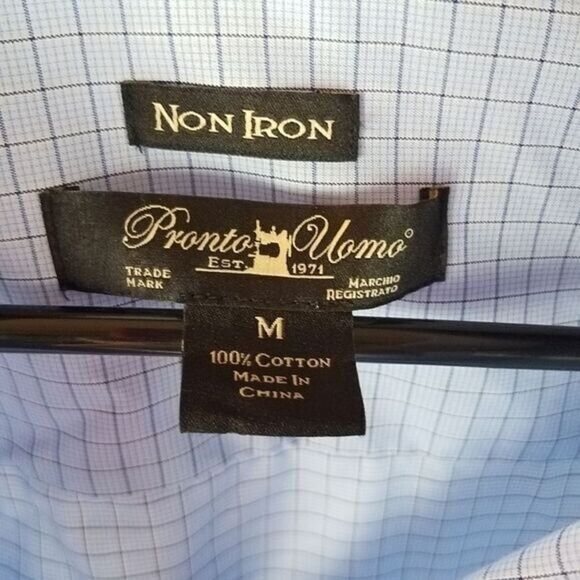 NON IRON
Pronto Uomo°
EST. 1971
TRADE
MARK
MARCHIO
REGISTRATO
M
100% COTTON
MADE IN
CHINA